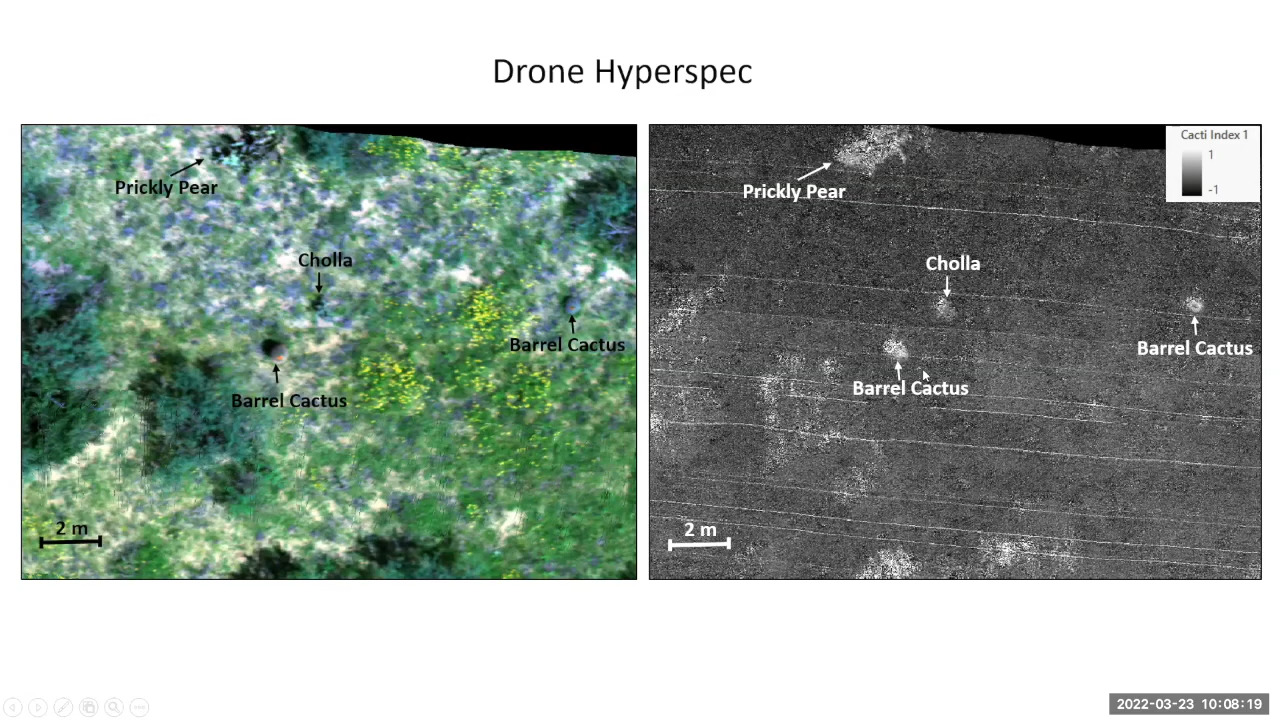 Drone Hyperspec
Prickly Pear
Cholla
Barrel Cactus
Barrel Cactus
2 m
Cacti Index 1
1
-1
Prickly Pear
Cholla
Barrel Cactus
Barrel Cactus
2 m
2022-03-23 10:08:19